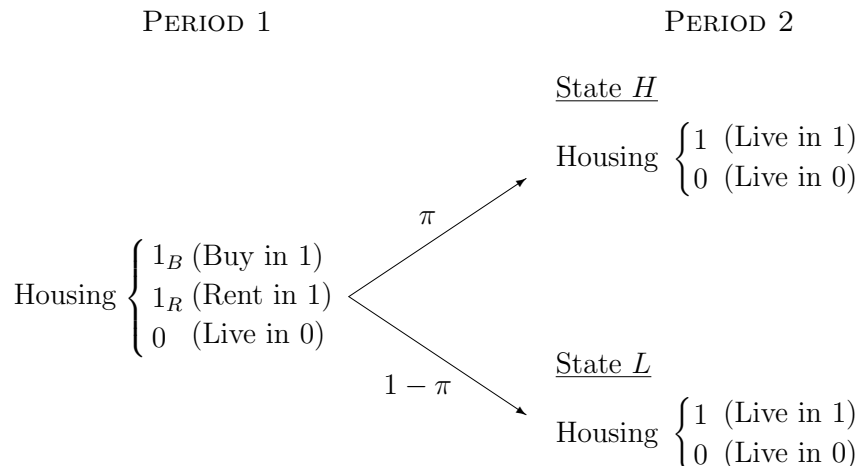 PERIOD 1
PERIOD 2
State H
Housing { 1 (Live in 1)
0 (Live in 0)
π
Housing { 1_B (Buy in 1)
1_R (Rent in 1)
0 (Live in 0)
1 − π
State L
Housing { 1 (Live in 1)
0 (Live in 0)